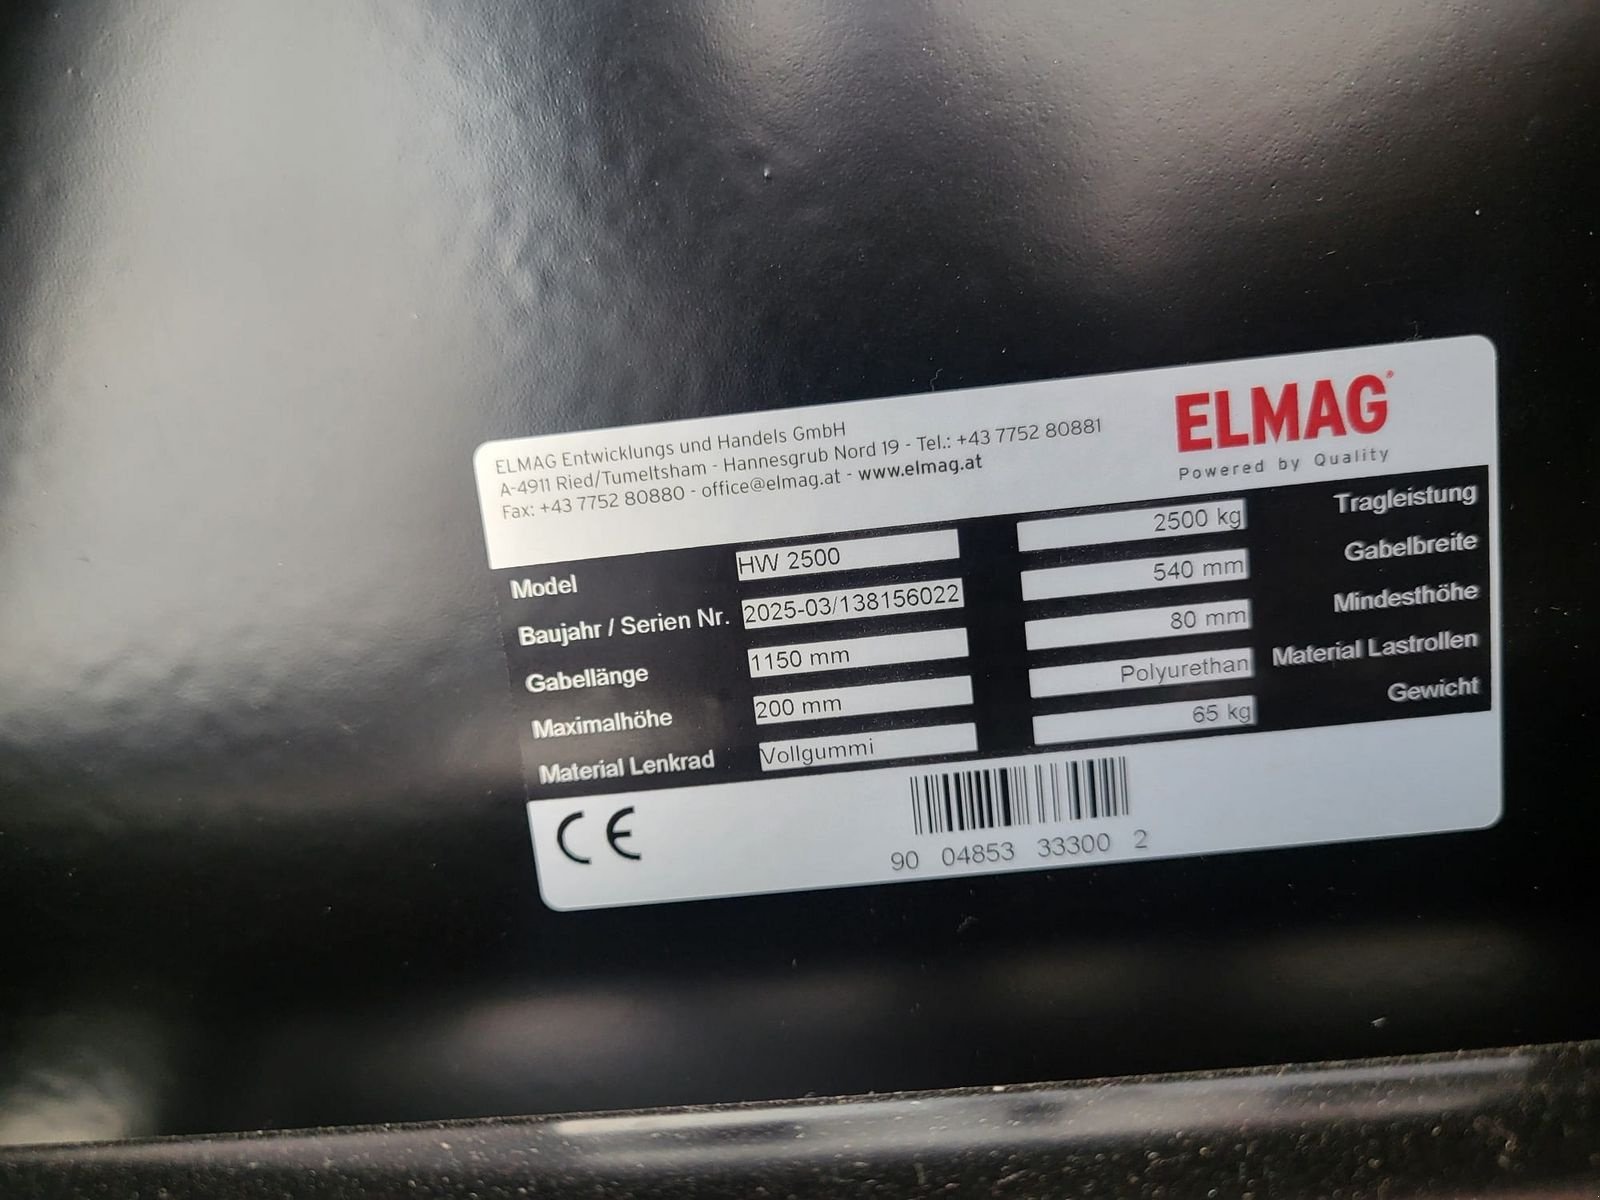 ELMAG Entwicklungs und Handels GmbH
A-4911 Ried/Tumeltsham - Hannesgrub Nord 19 - Tel.: +43 7752 80881
Fax: +43 7752 80880 - office@elmag.at - www.elmag.at
ELMAG®
Powered by Quality
Model HW 2500 2500 kg Tragleistung
Baujahr / Serien Nr. 2025-03/138156022 540 mm Gabelbreite
Gabellänge 1150 mm 80 mm Mindesthöhe
Maximalhöhe 200 mm Polyurethan Material Lastrollen
Material Lenkrad Vollgummi 65 kg Gewicht
CE
90 04853 33300 2